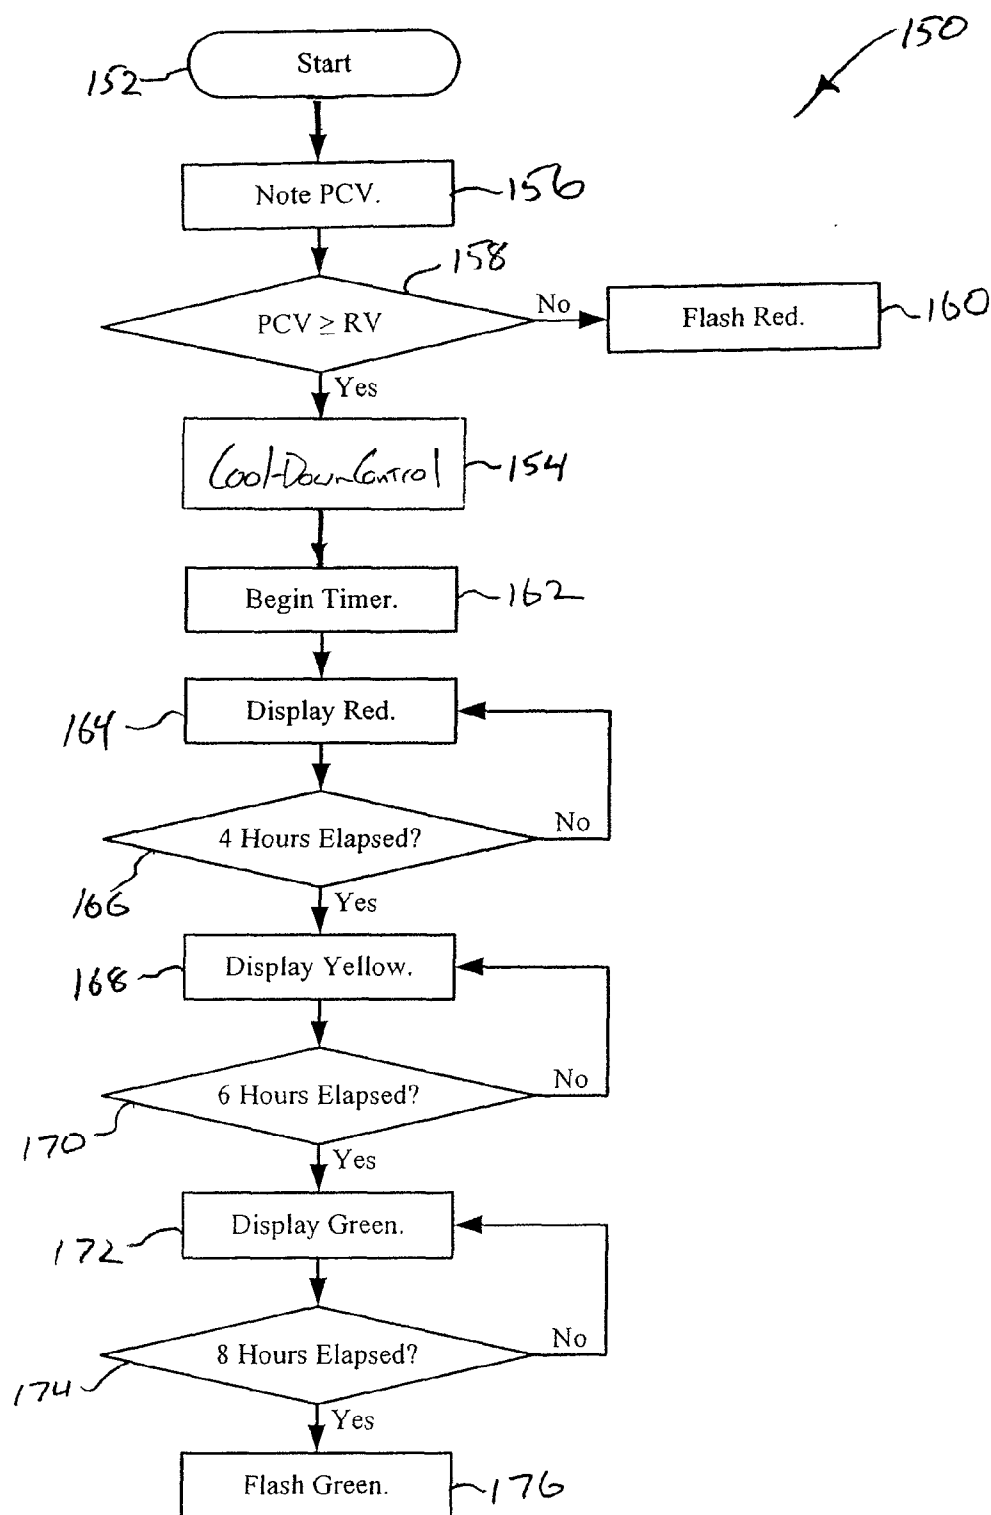 150
Start
152
Note PCV.
156
158
PCV ≥ RV
No
Flash Red.
160
Yes
Cool-Down Control
154
Begin Timer.
162
Display Red.
164
4 Hours Elapsed?
No
166
Yes
Display Yellow.
168
6 Hours Elapsed?
No
170
Yes
Display Green.
172
8 Hours Elapsed?
No
174
Yes
Flash Green.
176